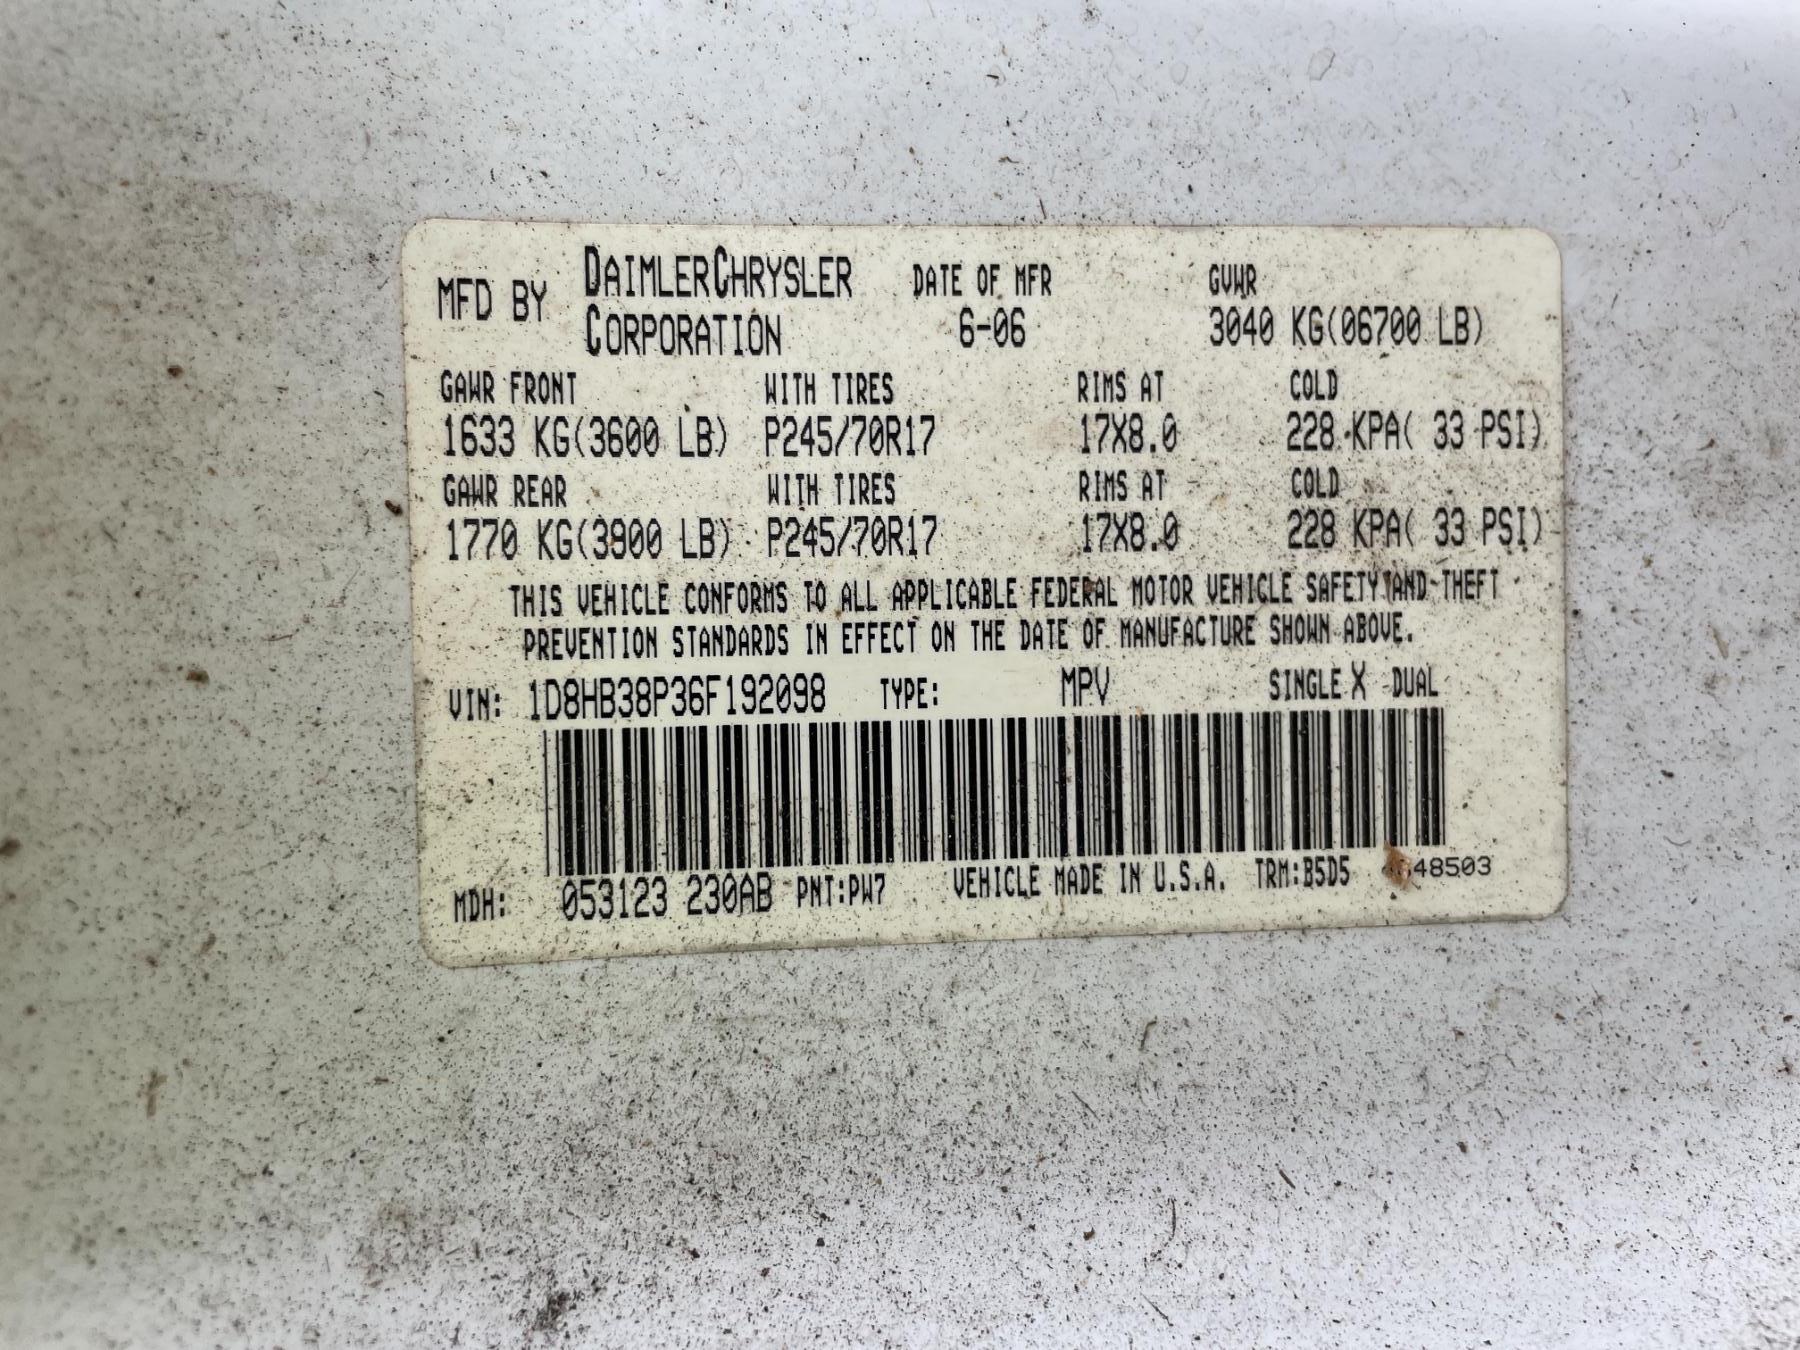 MFD BY DAIMLERCHRYSLER CORPORATION DATE OF MFR 6-06 GVWR 3040 KG(06700 LB)
GAWR FRONT WITH TIRES RIMS AT COLD
1633 KG(3600 LB) P245/70R17 17X8.0 228 KPA( 33 PSI)
GAWR REAR WITH TIRES RIMS AT COLD
1770 KG(3900 LB) P245/70R17 17X8.0 228 KPA( 33 PSI)
THIS VEHICLE CONFORMS TO ALL APPLICABLE FEDERAL MOTOR VEHICLE SAFETY AND THEFT
PREVENTION STANDARDS IN EFFECT ON THE DATE OF MANUFACTURE SHOWN ABOVE.
VIN: 1D8HB38P36F192098 TYPE: MPV SINGLE X DUAL
MDH: 053123 230AB PNT:PW7 VEHICLE MADE IN U.S.A. TRM:B5D5